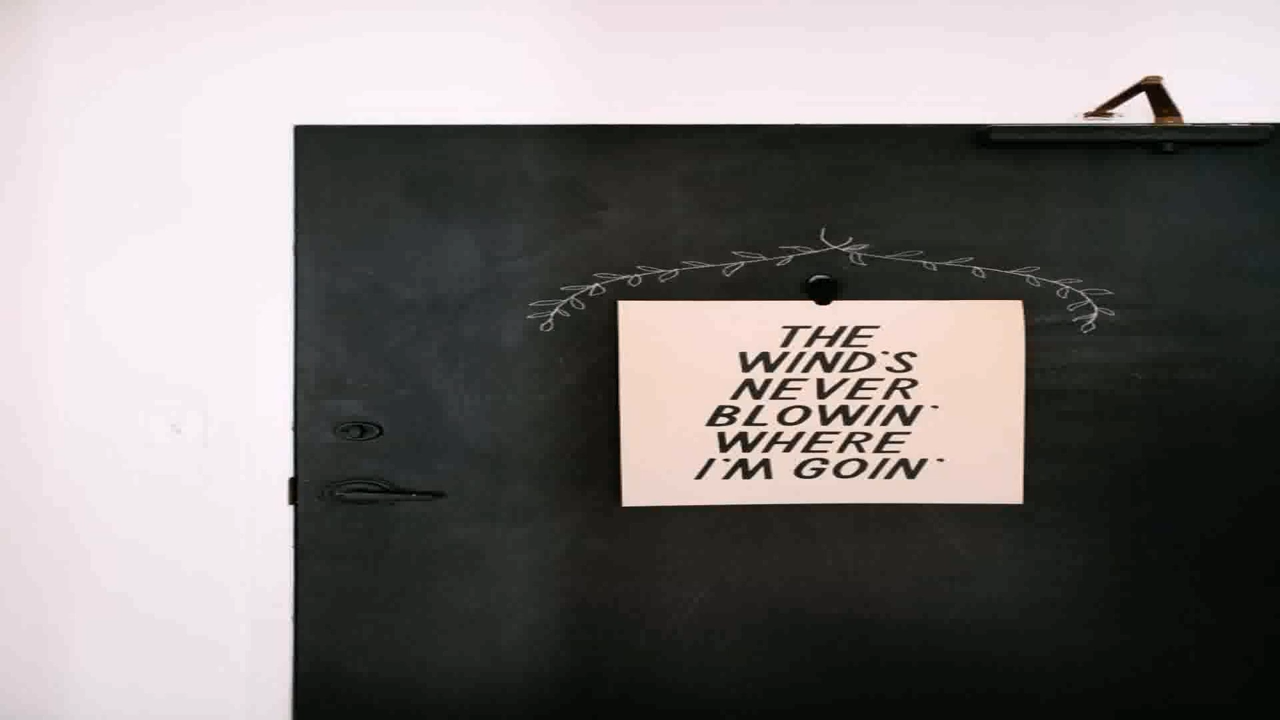 THE
WIND'S
NEVER
BLOWIN'
WHERE
I'M GOIN'